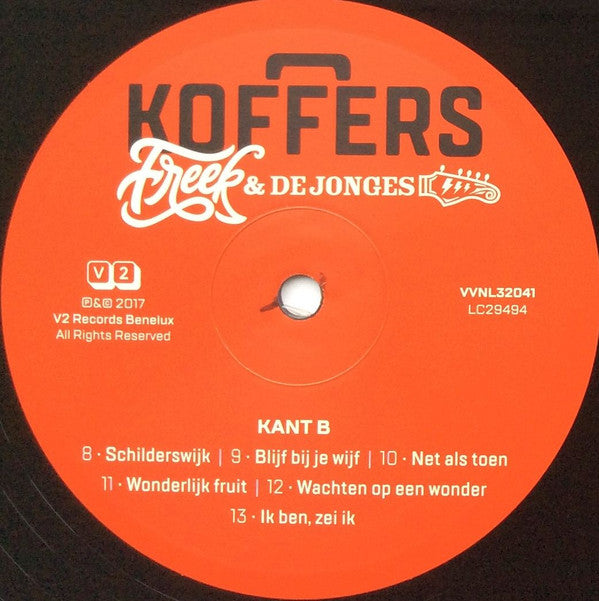 KOFFERS
Freek & DE JONGES
V2
℗&© 2017
V2 Records Benelux
All Rights Reserved
VVNL32041
LC29494
KANT B
8 · Schilderswijk | 9 · Blijf bij je wijf | 10 · Net als toen
11 · Wonderlijk fruit | 12 · Wachten op een wonder
13 · Ik ben, zei ik